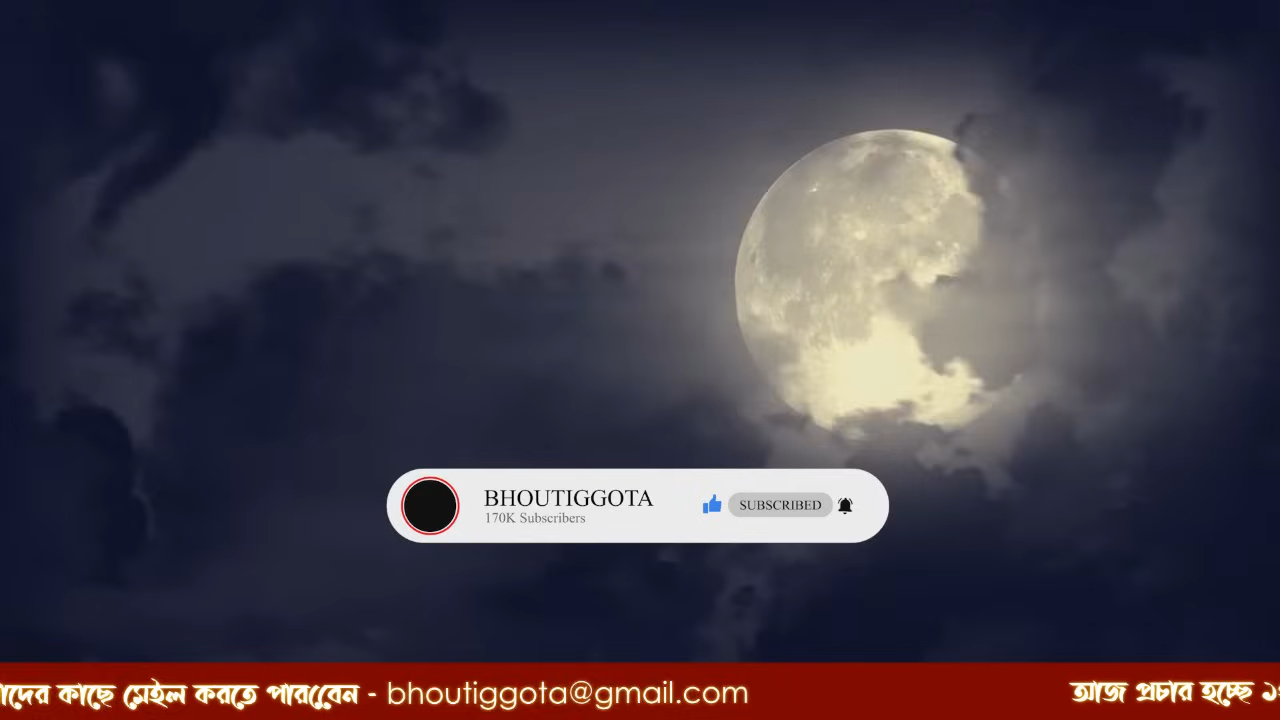 BHOUTIGGOTA
170K Subscribers
SUBSCRIBED
কাছে মেইল করতে পারবেন - bhoutiggota@gmail.com
আজ প্রচার হচ্ছে